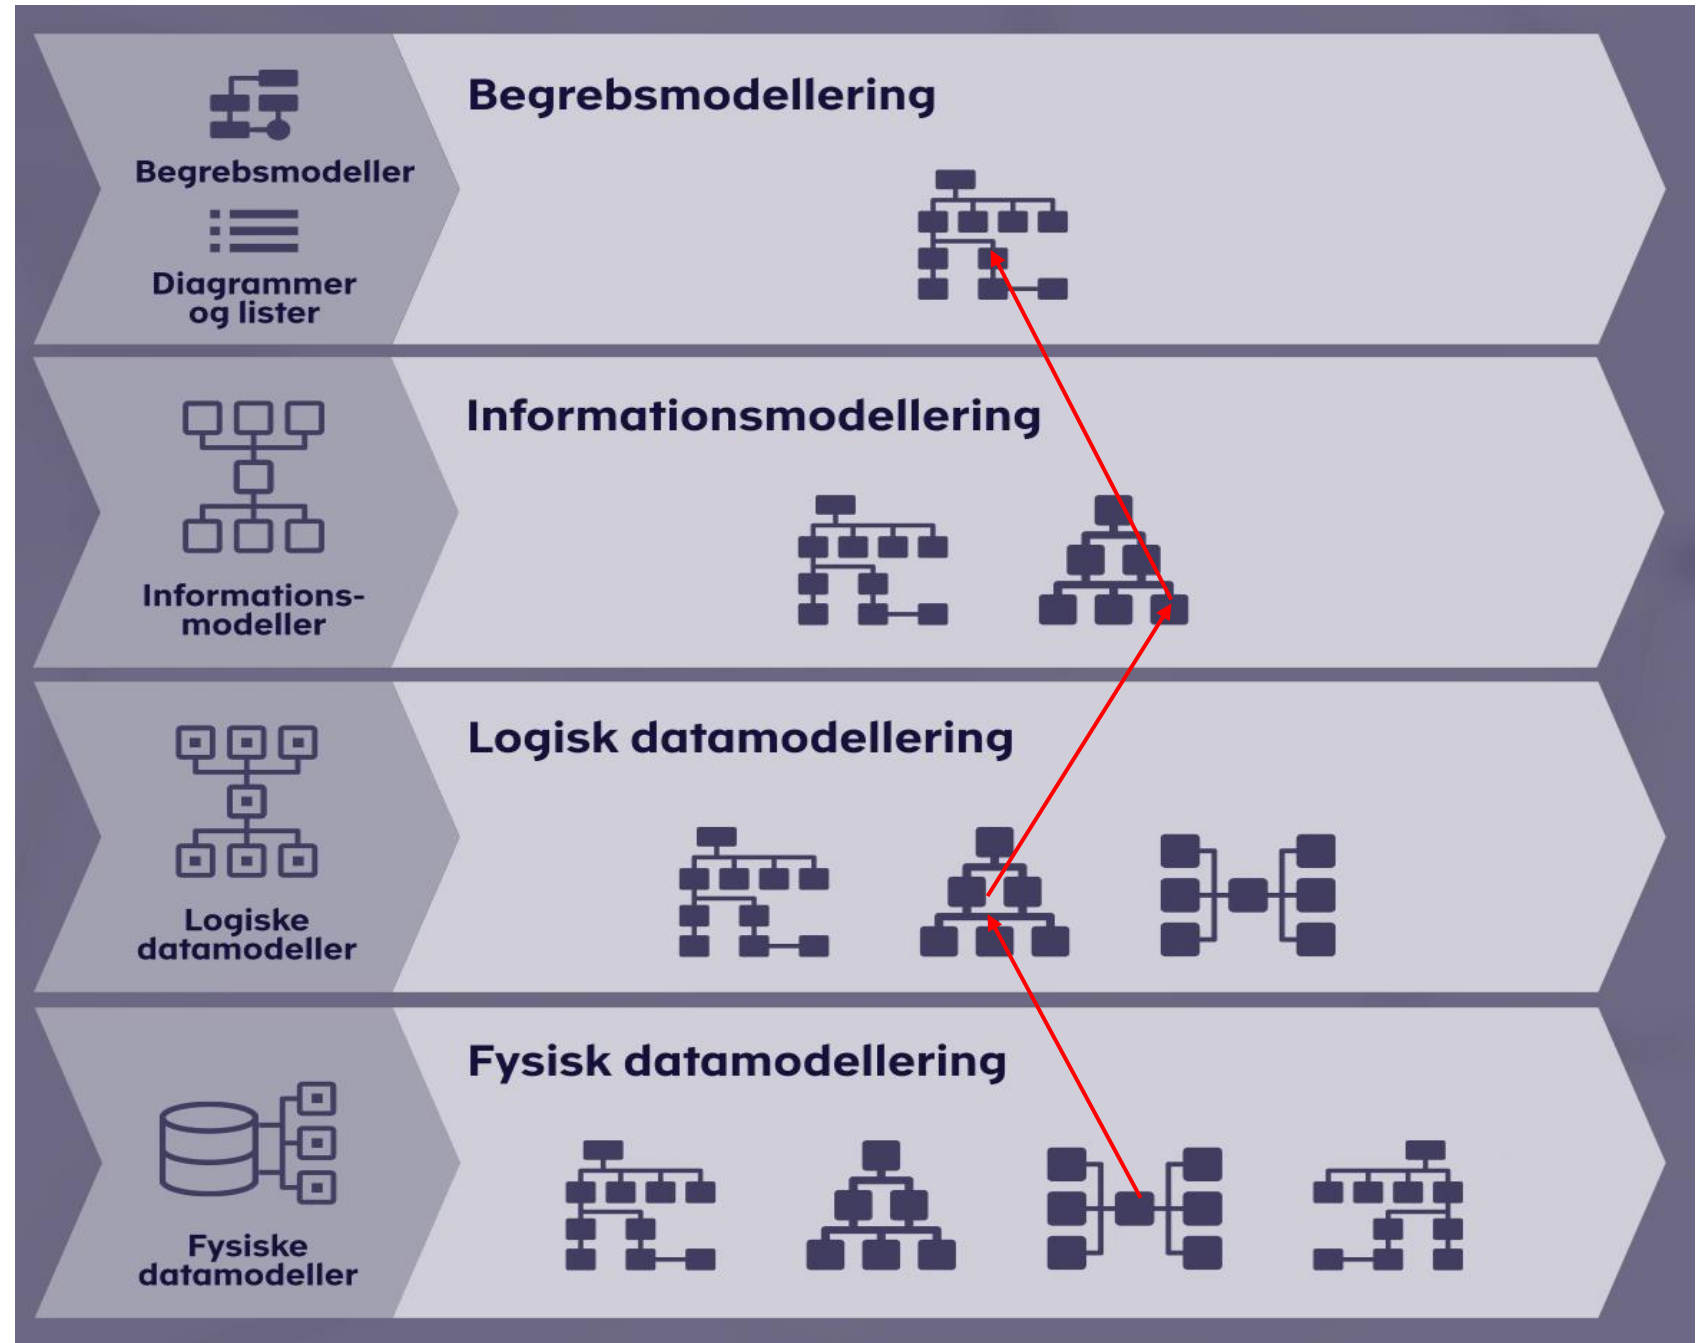 Begrebsmodeller
Diagrammer
og lister
Begrebsmodellering
Informations-
modeller
Informationsmodellering
Logiske
datamodeller
Logisk datamodellering
Fysiske
datamodeller
Fysisk datamodellering